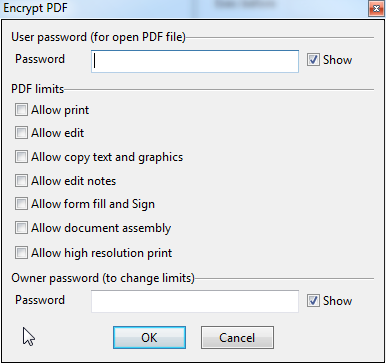 Encrypt PDF
User password (for open PDF file)
Password
Show
PDF limits
Allow print
Allow edit
Allow copy text and graphics
Allow edit notes
Allow form fill and Sign
Allow document assembly
Allow high resolution print
Owner password (to change limits)
Password
Show
OK
Cancel